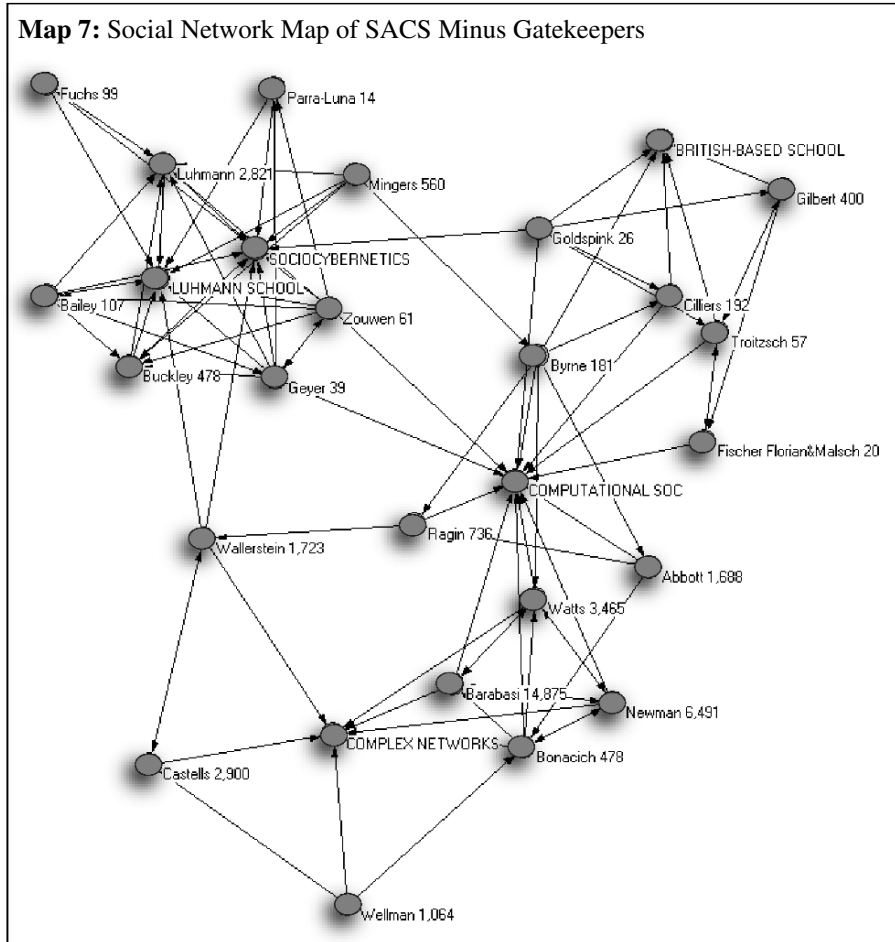 Map 7: Social Network Map of SACS Minus Gatekeepers
Fuchs 99
Parra-Luna 14
Luhmann 2,821
Mingers 560
BRITISH-BASED SCHOOL
Gilbert 400
Goldspink 26
SOCIOCYBERNETICS
LUHMANN SCHOOL
Bailey 107
Zouwen 61
Cilliers 192
Troitzsch 57
Buckley 478
Geyer 39
Byrne 181
Fischer Florian&Malsch 20
COMPUTATIONAL SOC
Ragin 736
Wallerstein 1,723
Abbott 1,688
Watts 3,465
Barabasi 14,875
Newman 6,491
COMPLEX NETWORKS
Bonacich 478
Castells 2,900
Wellman 1,064